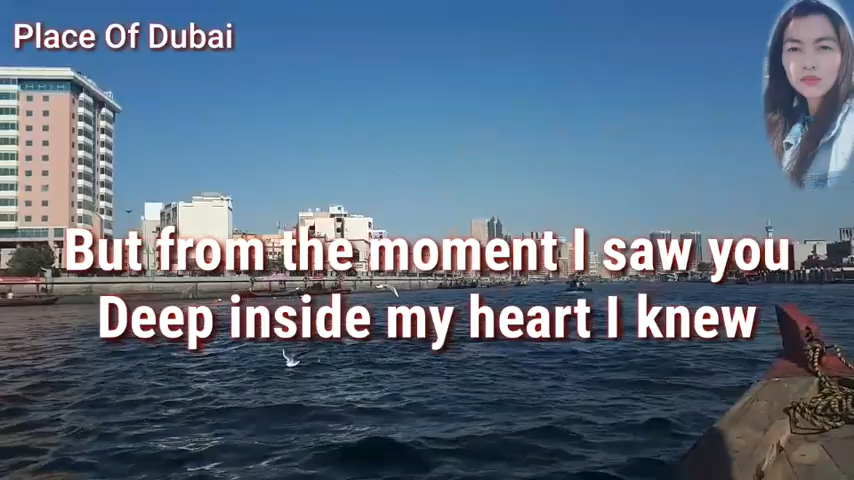 Place Of Dubai
But from the moment I saw you
Deep inside my heart I knew